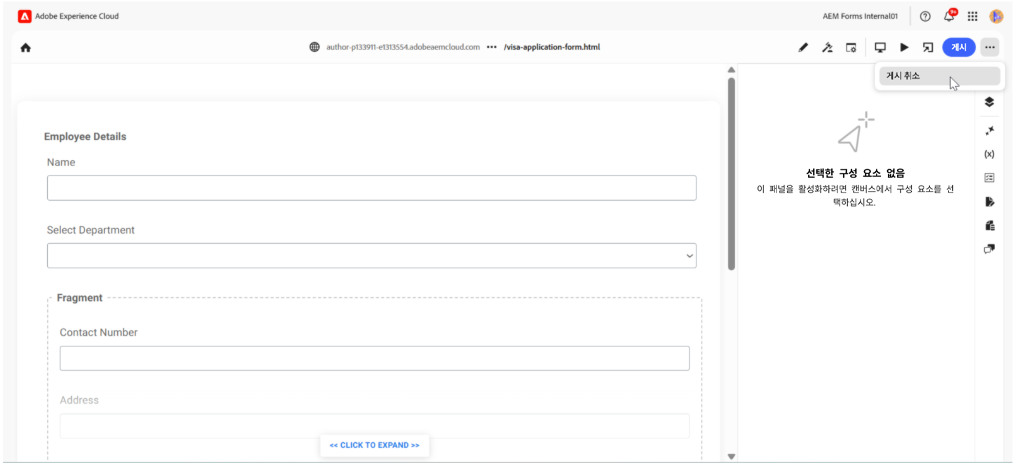 Adobe Experience Cloud
AEM Forms Internal01
9+
author-p133911-e1313554.adobeaemcloud.com ••• /visa-application-form.html
게시
게시 취소
Employee Details
Name
Select Department
Fragment
Contact Number
Address
<< CLICK TO EXPAND >>
선택한 구성 요소 없음
이 패널을 활성화하려면 캔버스에서 구성 요소를 선
택하십시오.
(x)